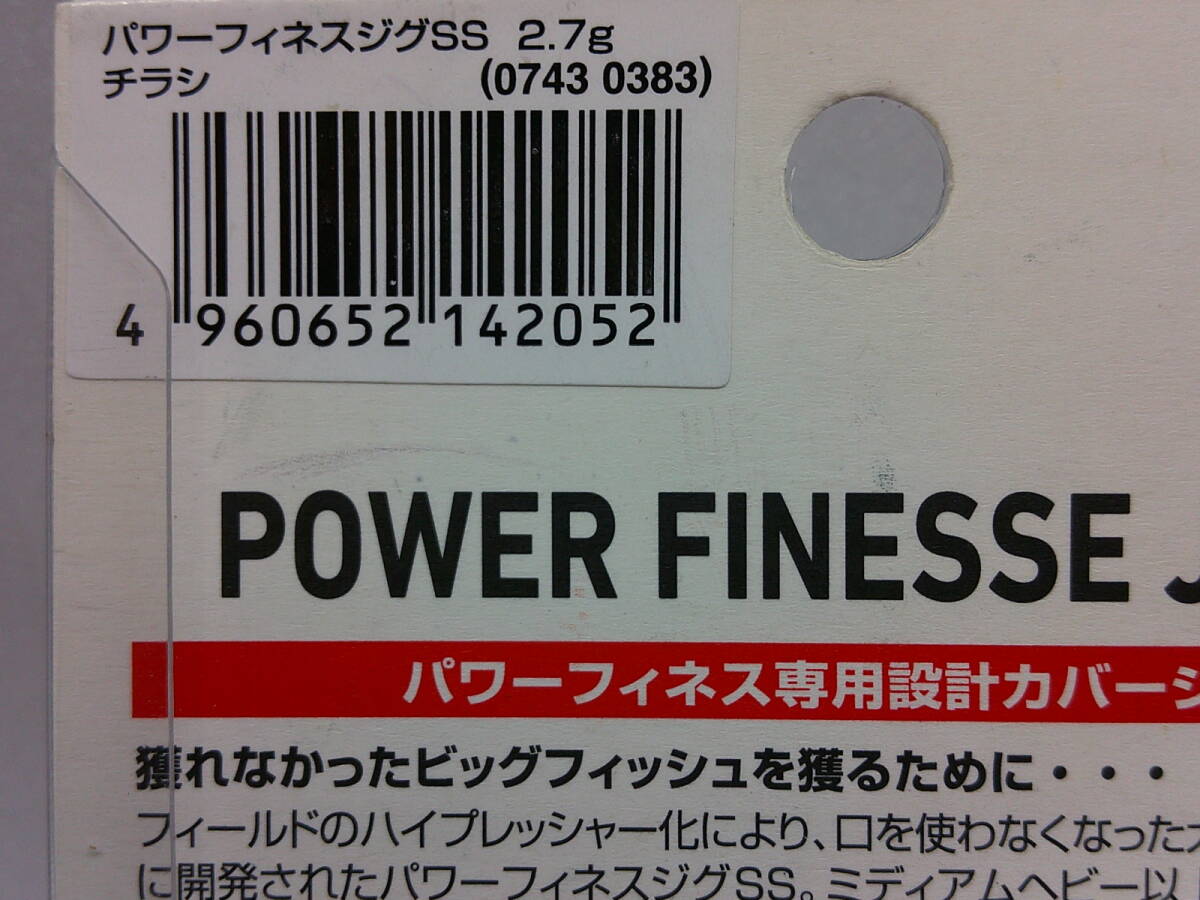 パワーフィネスジグSS 2.7g
チラシ (0743 0383)
4 960652 142052
POWER FINESSE
パワーフィネス専用設計カバー
獲れなかったビッグフィッシュを獲るために・・・
フィールドのハイプレッシャー化により、口を使わなくなった
に開発されたパワーフィネスジグSS。ミディアムヘビー以